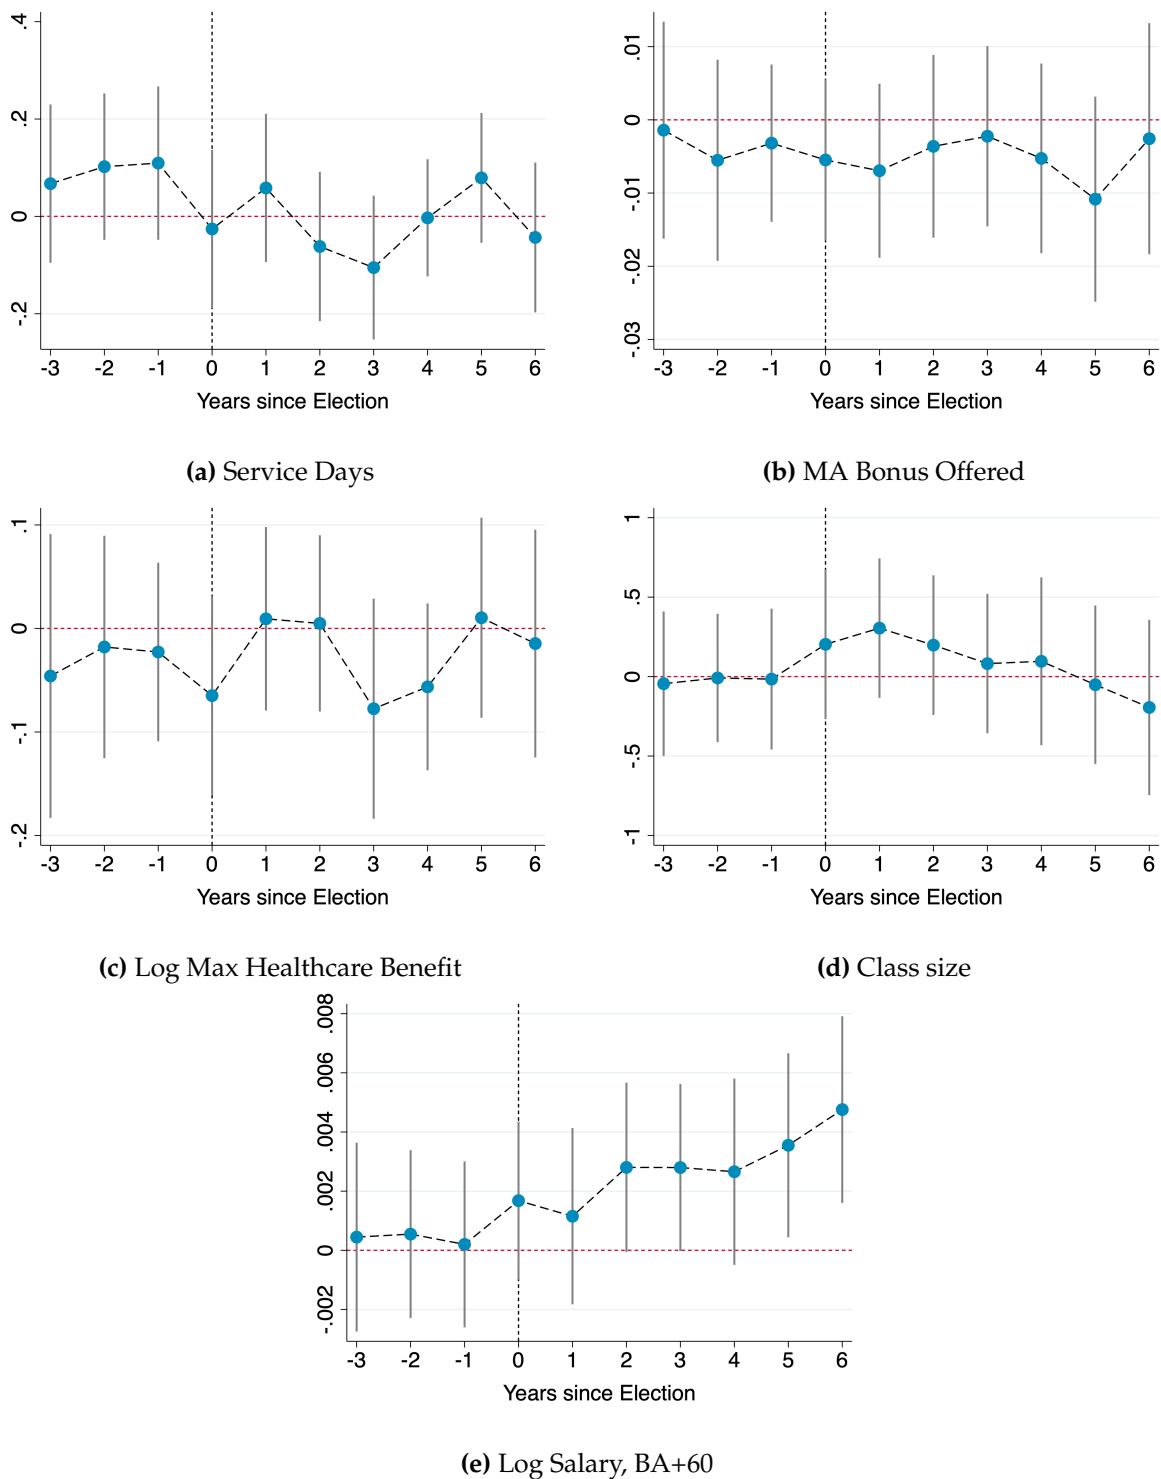 .4
.2
0
-.2
-3 -2 -1 0 1 2 3 4 5 6
Years since Election
(a) Service Days
.01
0
-.01
-.02
-.03
-3 -2 -1 0 1 2 3 4 5 6
Years since Election
(b) MA Bonus Offered
.1
0
-.1
-.2
-3 -2 -1 0 1 2 3 4 5 6
Years since Election
(c) Log Max Healthcare Benefit
1
.5
0
-.5
-1
-3 -2 -1 0 1 2 3 4 5 6
Years since Election
(d) Class size
.008
.006
.004
.002
0
-.002
-3 -2 -1 0 1 2 3 4 5 6
Years since Election
(e) Log Salary, BA+60